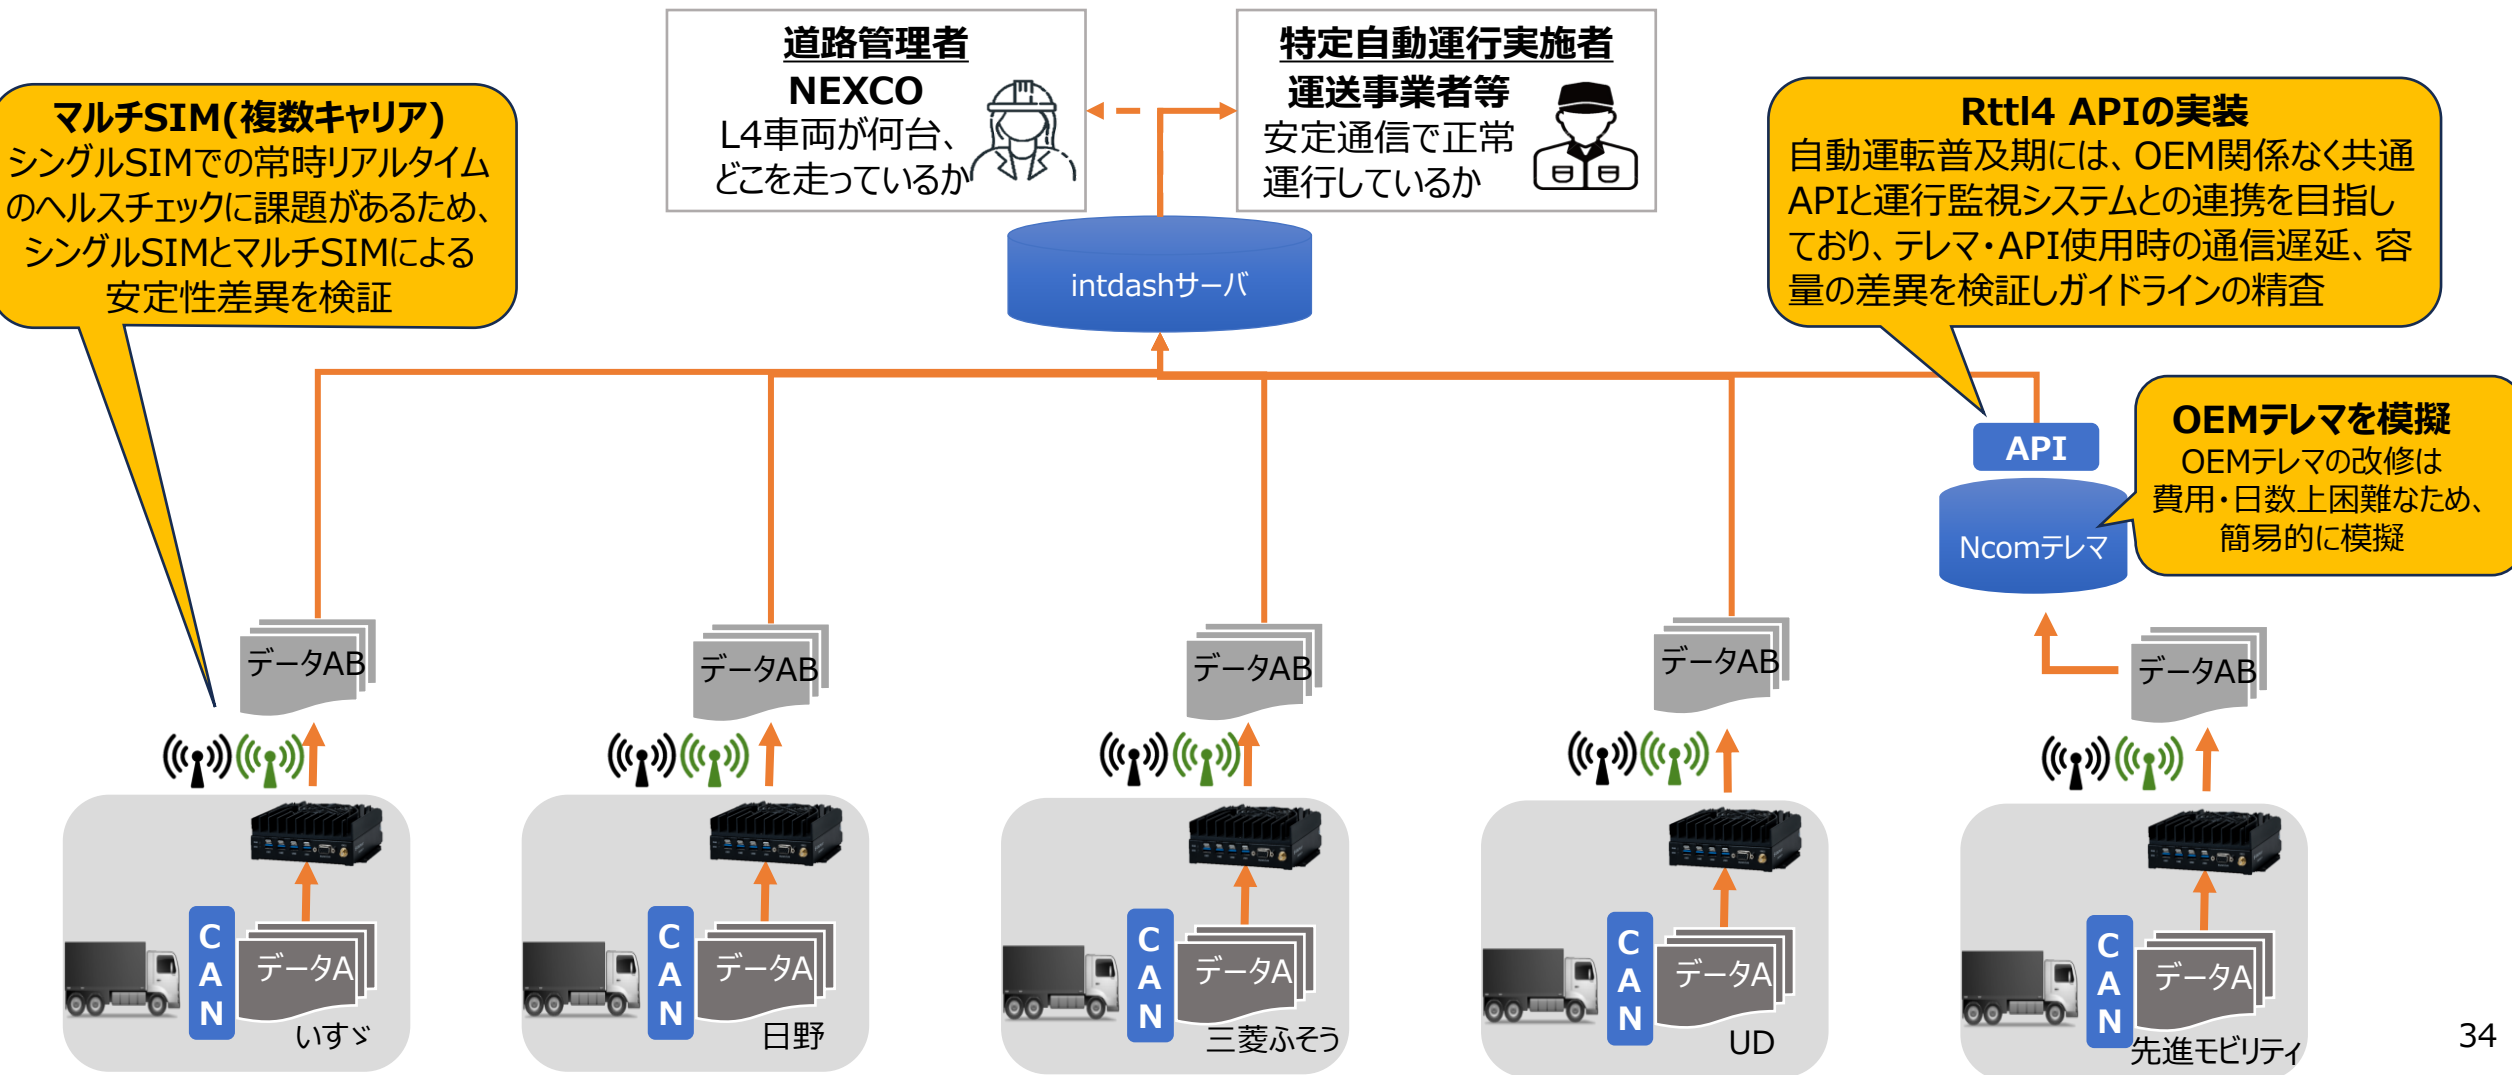 道路管理者
NEXCO
L4車両が何台、
どこを走っているか
特定自動運行実施者
運送事業者等
安定通信で正常
運行しているか
マルチSIM(複数キャリア)
シングルSIMでの常時リアルタイム
のヘルスチェックに課題があるため、
シングルSIMとマルチSIMによる
安定性差異を検証
Rttl4 APIの実装
自動運転普及期には、OEM関係なく共通
APIと運行監視システムとの連携を目指し
ており、テレマ・API使用時の通信遅延、容
量の差異を検証しガイドラインの精査
intdashサーバ
OEMテレマを模擬
OEMテレマの改修は
費用・日数上困難なため、
簡易的に模擬
API
Ncomテレマ
データAB
データAB
データAB
データAB
データAB
CAN
データA
いすゞ
CAN
データA
日野
CAN
データA
三菱ふそう
CAN
データA
UD
CAN
データA
先進モビリティ
34